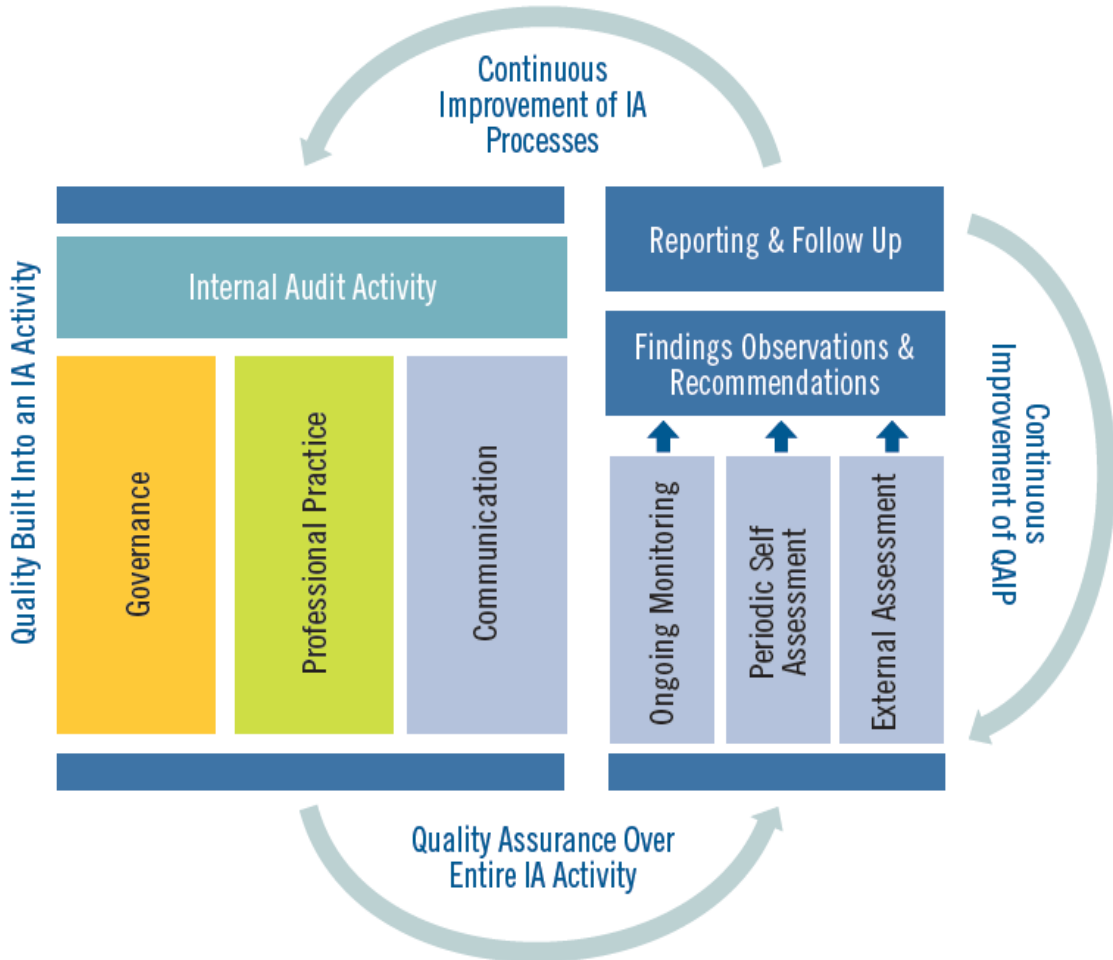 Continuous
Improvement of IA
Processes
Quality Built Into an IA Activity
Internal Audit Activity
Governance
Professional Practice
Communication
Reporting & Follow Up
Findings Observations &
Recommendations
Ongoing Monitoring
Periodic Self
Assessment
External Assessment
Continuous
Improvement of QAIP
Quality Assurance Over
Entire IA Activity